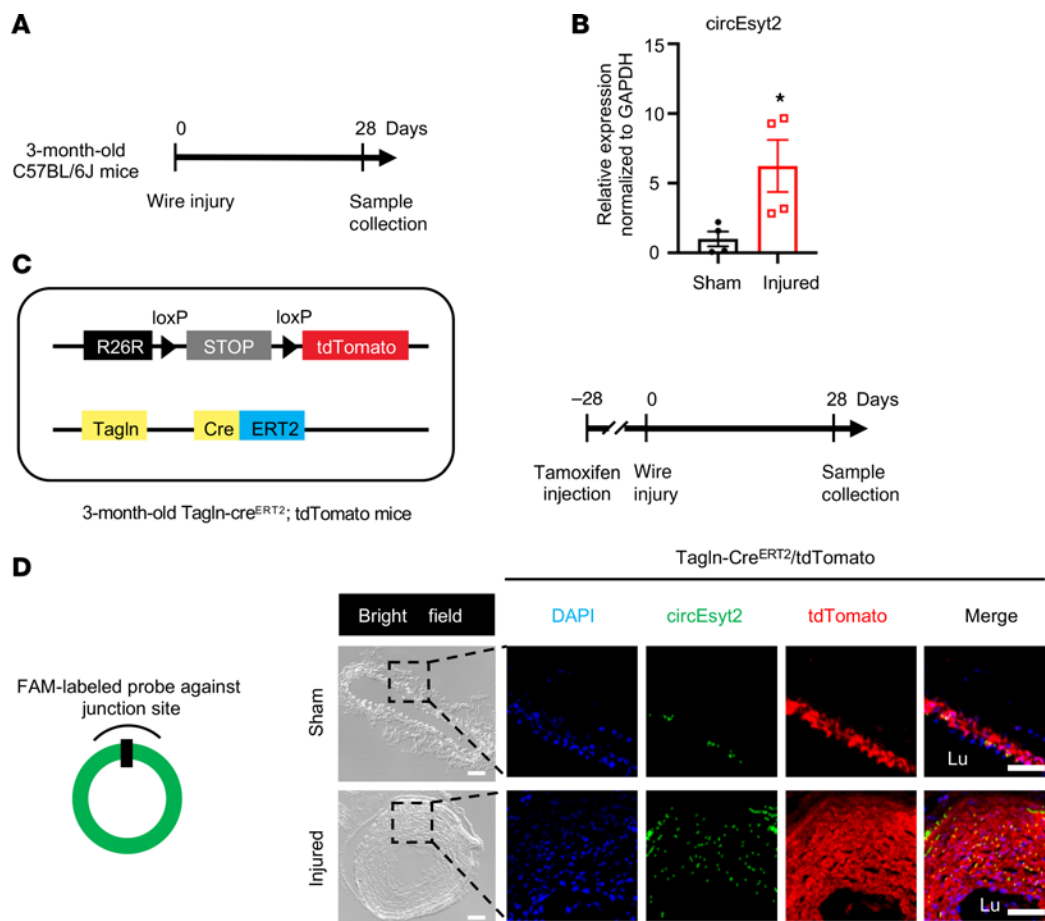 A
0 28 Days
3-month-old
C57BL/6J mice
Wire injury Sample
collection
B
circEsyt2
Relative expression
normalized to GAPDH
15
10
5
0
*
Sham Injured
C
loxP loxP
R26R STOP tdTomato
Tagln Cre ERT2
3-month-old Tagln-creERT2; tdTomato mice
–28 0 28 Days
Tamoxifen
injection
Wire
injury
Sample
collection
D
FAM-labeled probe against
junction site
Tagln-CreERT2/tdTomato
Bright field DAPI circEsyt2 tdTomato Merge
Sham
Lu
Injured
Lu